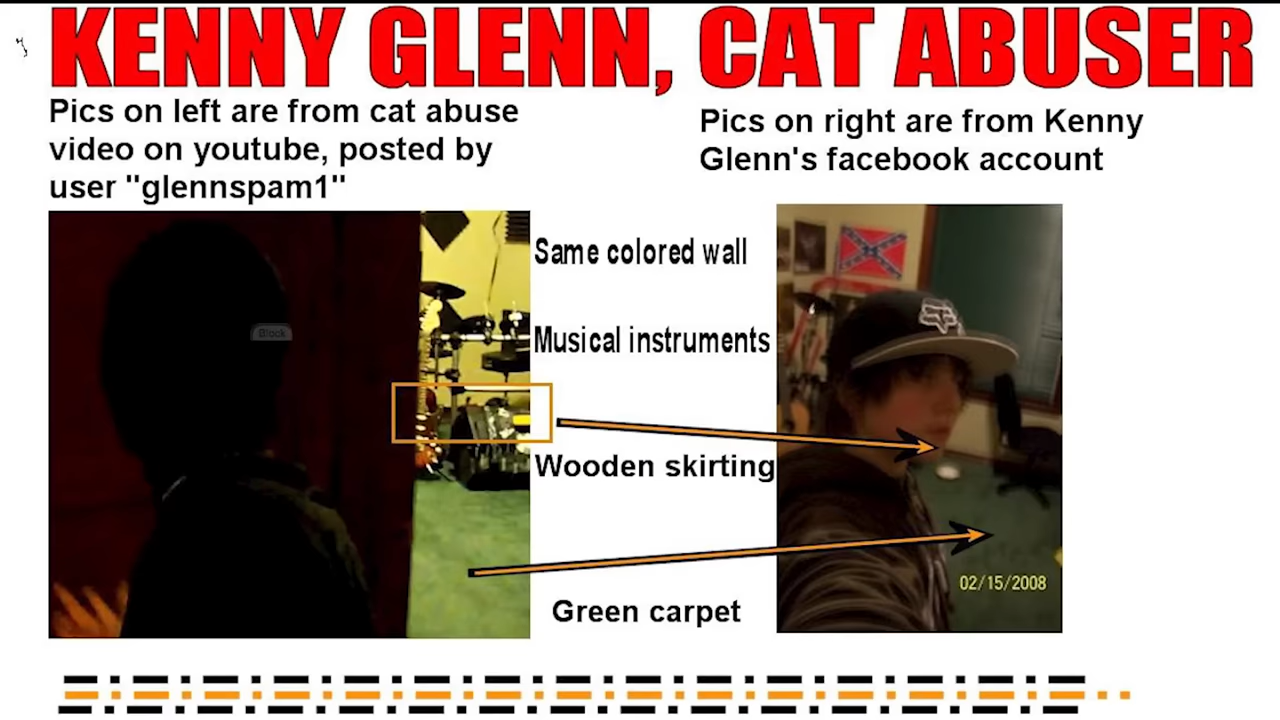 KENNY GLENN, CAT ABUSER
Pics on left are from cat abuse
video on youtube, posted by
user "glennspam1"
Pics on right are from Kenny
Glenn's facebook account
Same colored wall
Musical instruments
Block
Wooden skirting
Green carpet
02/15/2008